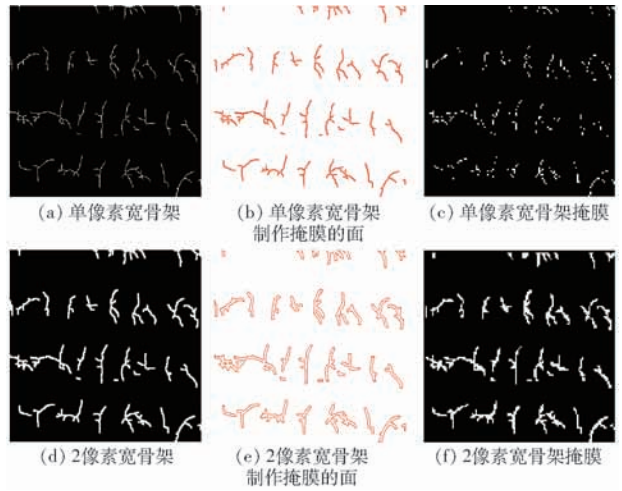 (a) 单像素宽骨架
(b) 单像素宽骨架
制作掩膜的面
(c) 单像素宽骨架掩膜
(d) 2像素宽骨架
(e) 2像素宽骨架
制作掩膜的面
(f) 2像素宽骨架掩膜